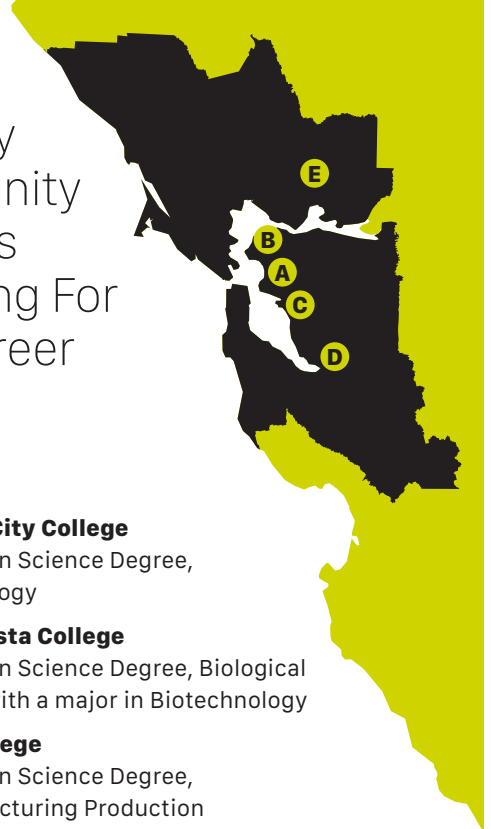 y
nity
s
ng For
reer
E
B
A
C
D
City College
n Science Degree,
ogy
sta College
n Science Degree, Biological
ith a major in Biotechnology
ege
n Science Degree,
cturing Production